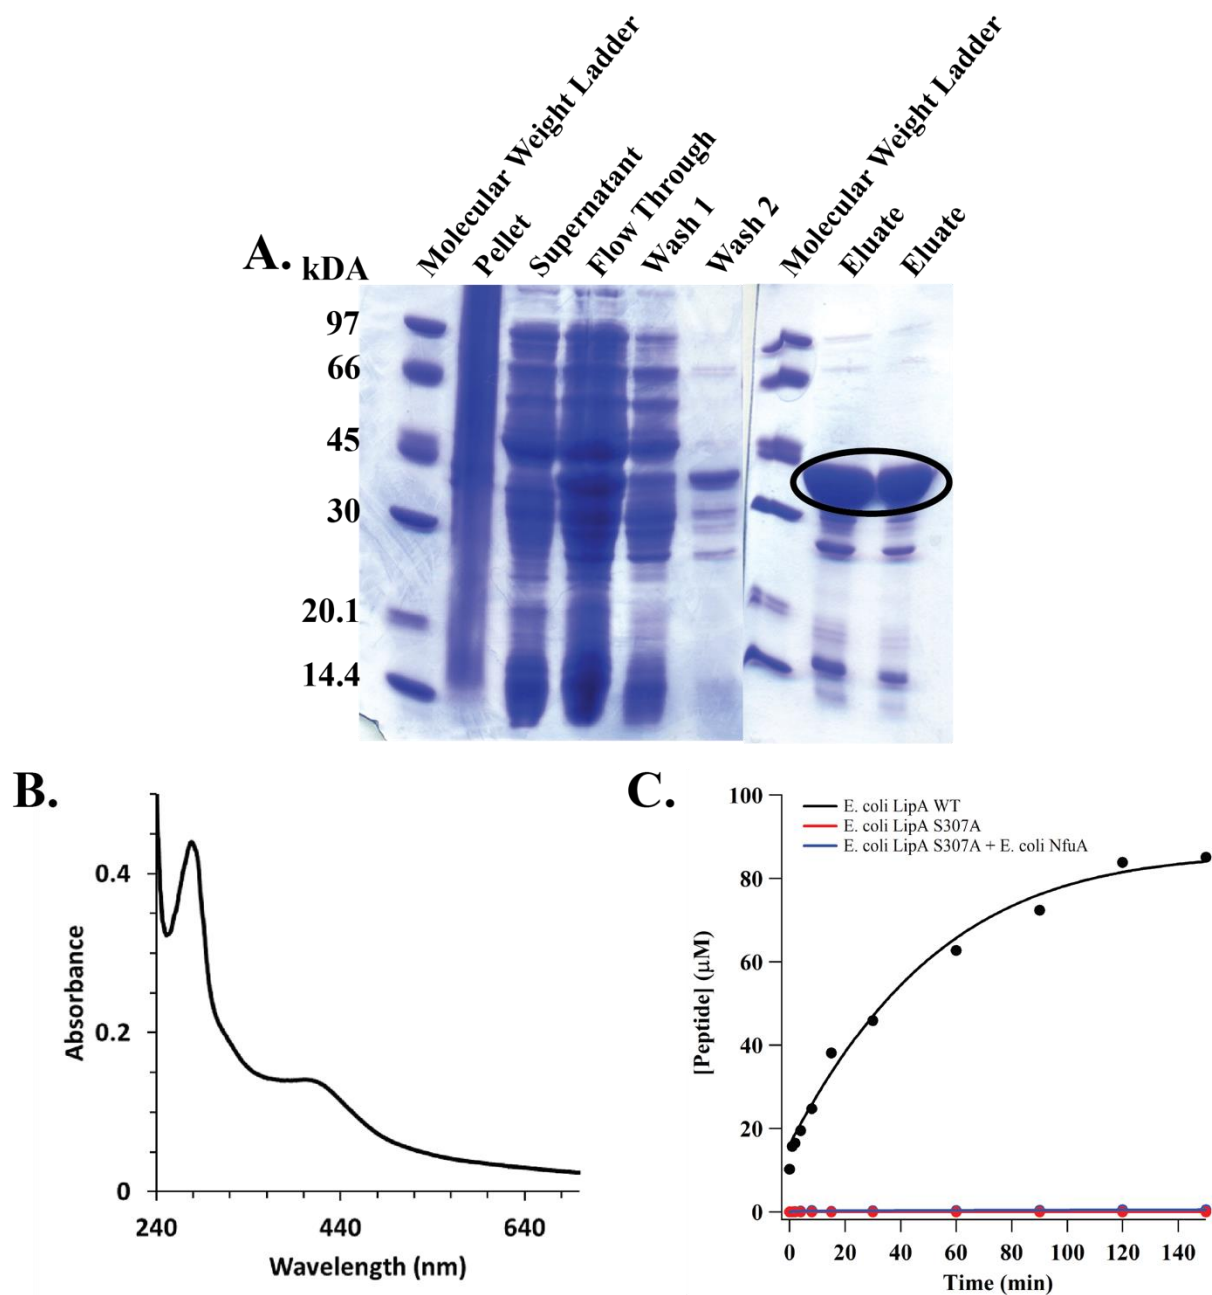 Molecular Weight Ladder
Pellet
Supernatant
Flow Through
Wash 1
Wash 2
Molecular Weight Ladder
Eluate
Eluate
A. kDA
97
66
45
30
20.1
14.4
B.
0.4
0.2
0
Absorbance
240 440 640
Wavelength (nm)
C.
100
80
60
40
20
0
[Peptide] (μM)
E. coli LipA WT
E. coli LipA S307A
E. coli LipA S307A + E. coli NfuA
0 20 40 60 80 100 120 140
Time (min)